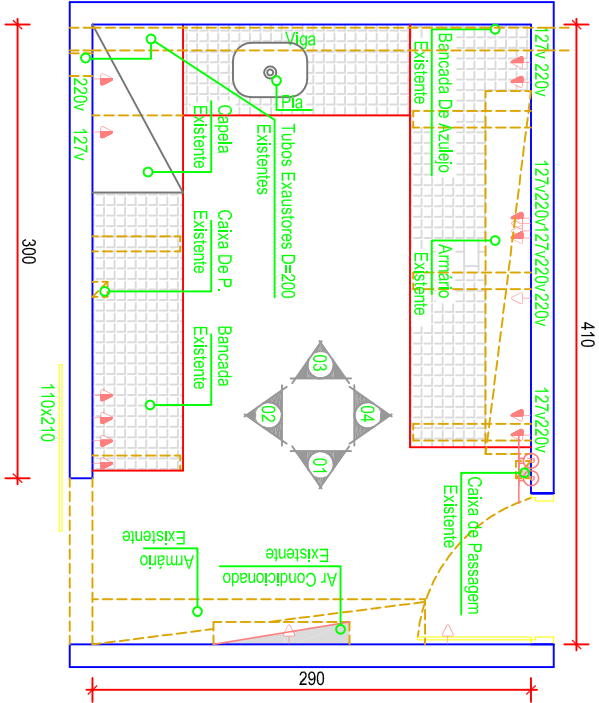 Viga
Pia
127v 220v
Bancada De Azulejo
Existente
220v
127v
Capela
Existente
Tubos Exaustores D=200
Existentes
127v220v127v220v220v
Armário
Existente
Caixa De P.
Existente
300
410
Bancada
Existente
110x210
03
02
04
01
127v220v
Caixa de Passagem
Existente
Armário
Existente
Ar Condicionado
Existente
290